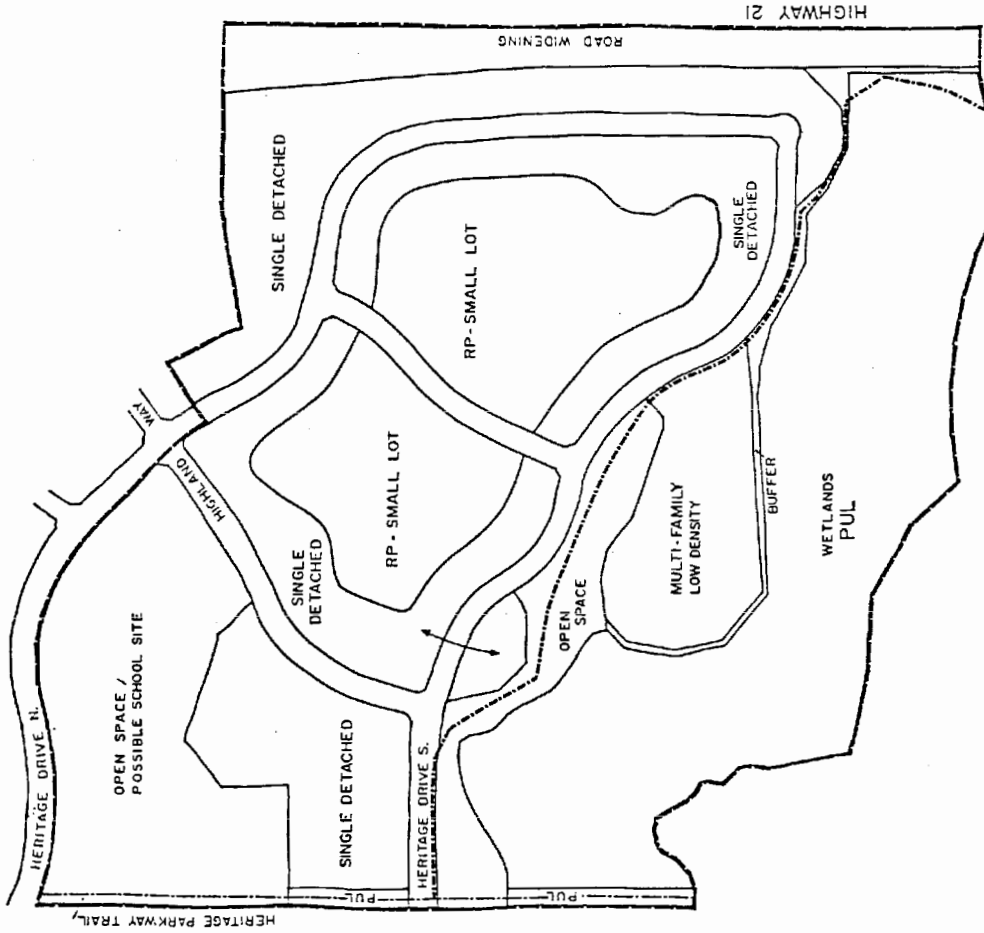 HIGHWAY 21
ROAD WIDENING
SINGLE DETACHED
RP - SMALL LOT
SINGLE
DETACHED
WAY
HIGHLAND
RP - SMALL LOT
SINGLE
DETACHED
HERITAGE DRIVE N.
OPEN SPACE /
POSSIBLE SCHOOL SITE
SINGLE DETACHED
HERITAGE DRIVE S.
OPEN
SPACE
MULTI - FAMILY
LOW DENSITY
BUFFER
WETLANDS
PUL
PUL
PUL
HERITAGE PARKWAY TRAIL,